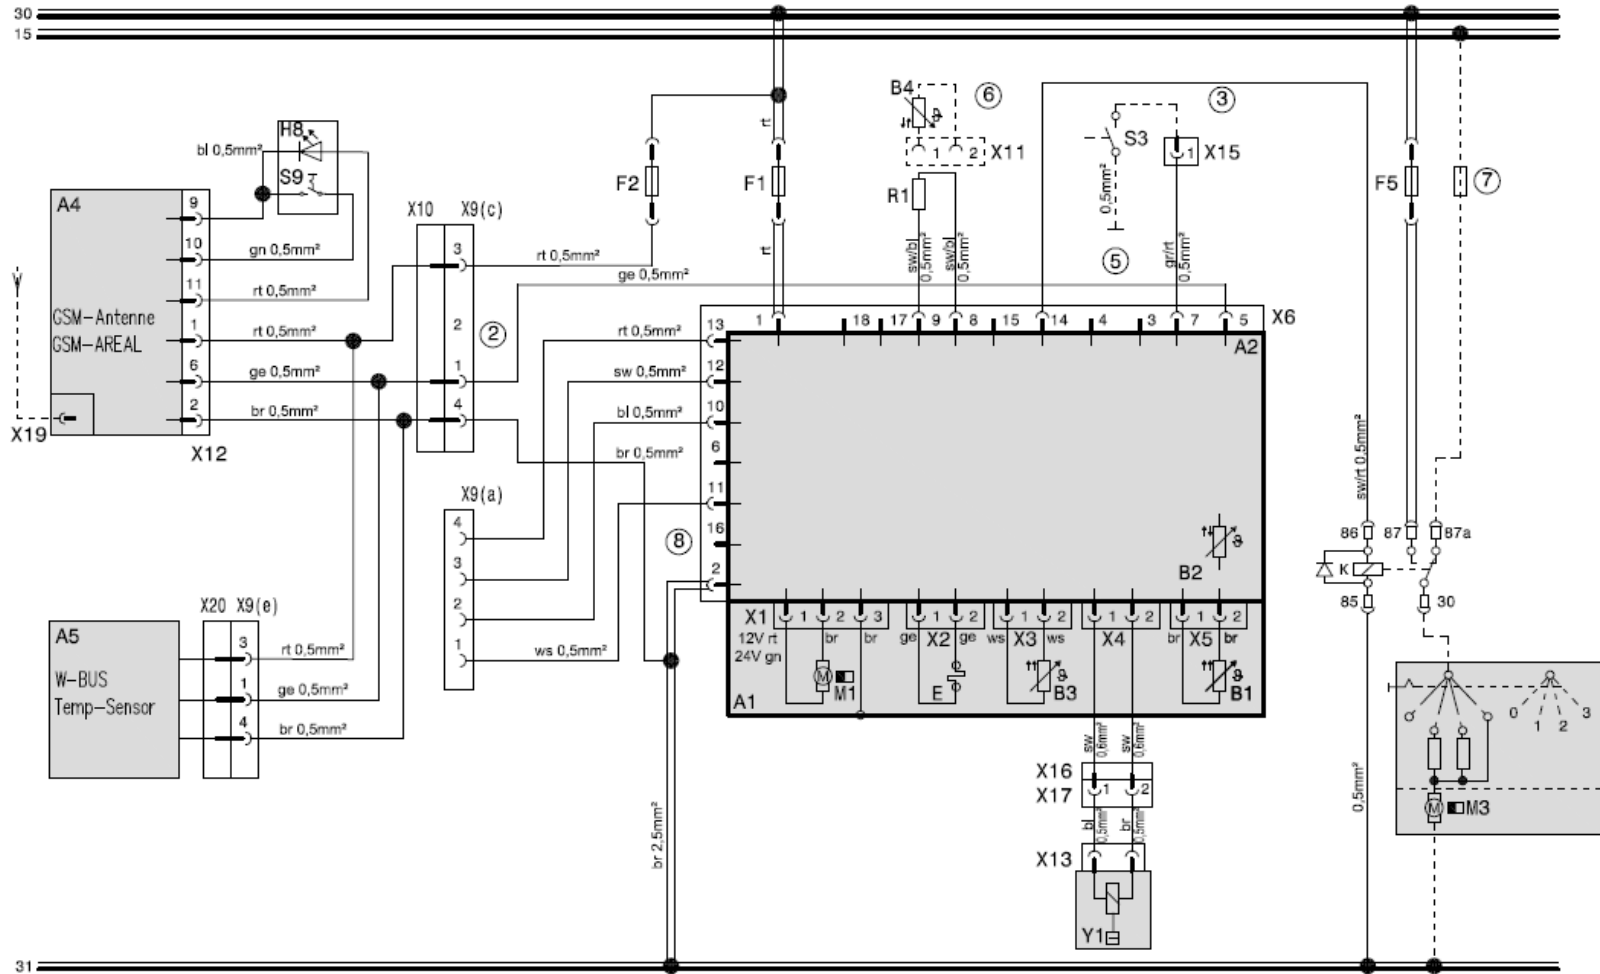 30
15
B4
6
3
rt
1 2 X11
S3
1 X15
H8
bl 0,5mm²
S9
F2
F1
R1
0,5mm²
F5
7
A4
9
X10 X9(c)
10
gn 0,5mm²
3
rt 0,5mm²
rt
sw/bl
0,5mm²
sw/bl
0,5mm²
5
gr/rt
0,5mm²
ge 0,5mm²
11
rt 0,5mm²
GSM-Antenne
GSM-AREAL
1
rt 0,5mm²
2
2
1 18 17 9 8 15 14 4 3 7 5 X6
rt 0,5mm²
13
A2
6
ge 0,5mm²
1
sw 0,5mm²
12
2
br 0,5mm²
4
bl 0,5mm²
10
X19
X12
br 0,5mm²
6
sw/rt 0,5mm²
X9(a)
11
4
16
3
8
2
2
1
ws 0,5mm²
B2
86 87 87a
K
85 30
X1 1 2 3
12V rt
24V gn
br br
1 2
ge X2 ge
1 2
ws X3 ws
1 2
X4
1 2
br X5 br
M
M1
E
B3
B1
A1
A5
X20 X9(e)
3
rt 0,5mm²
W-BUS
Temp-Sensor
1
ge 0,5mm²
4
br 0,5mm²
0 1 2 3
sw
0,6mm²
sw
0,6mm²
X16
X17
1 2
bl
0,5mm²
br
0,5mm²
0,5mm²
M
M3
br 2,5mm²
X13
Y1
31